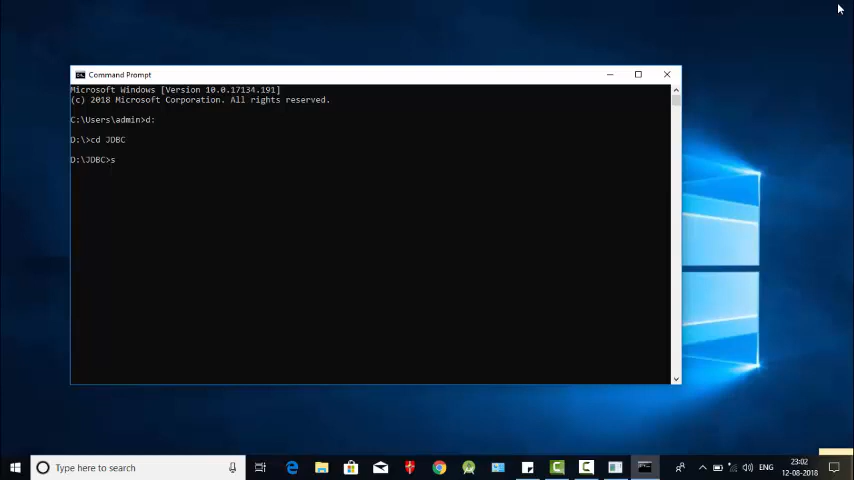 Command Prompt
Microsoft Windows [Version 10.0.17134.191]
(c) 2018 Microsoft Corporation. All rights reserved.
C:\Users\admin>d:
D:\>cd JDBC
D:\JDBC>s
Type here to search
ENG
23:02
12-08-2018